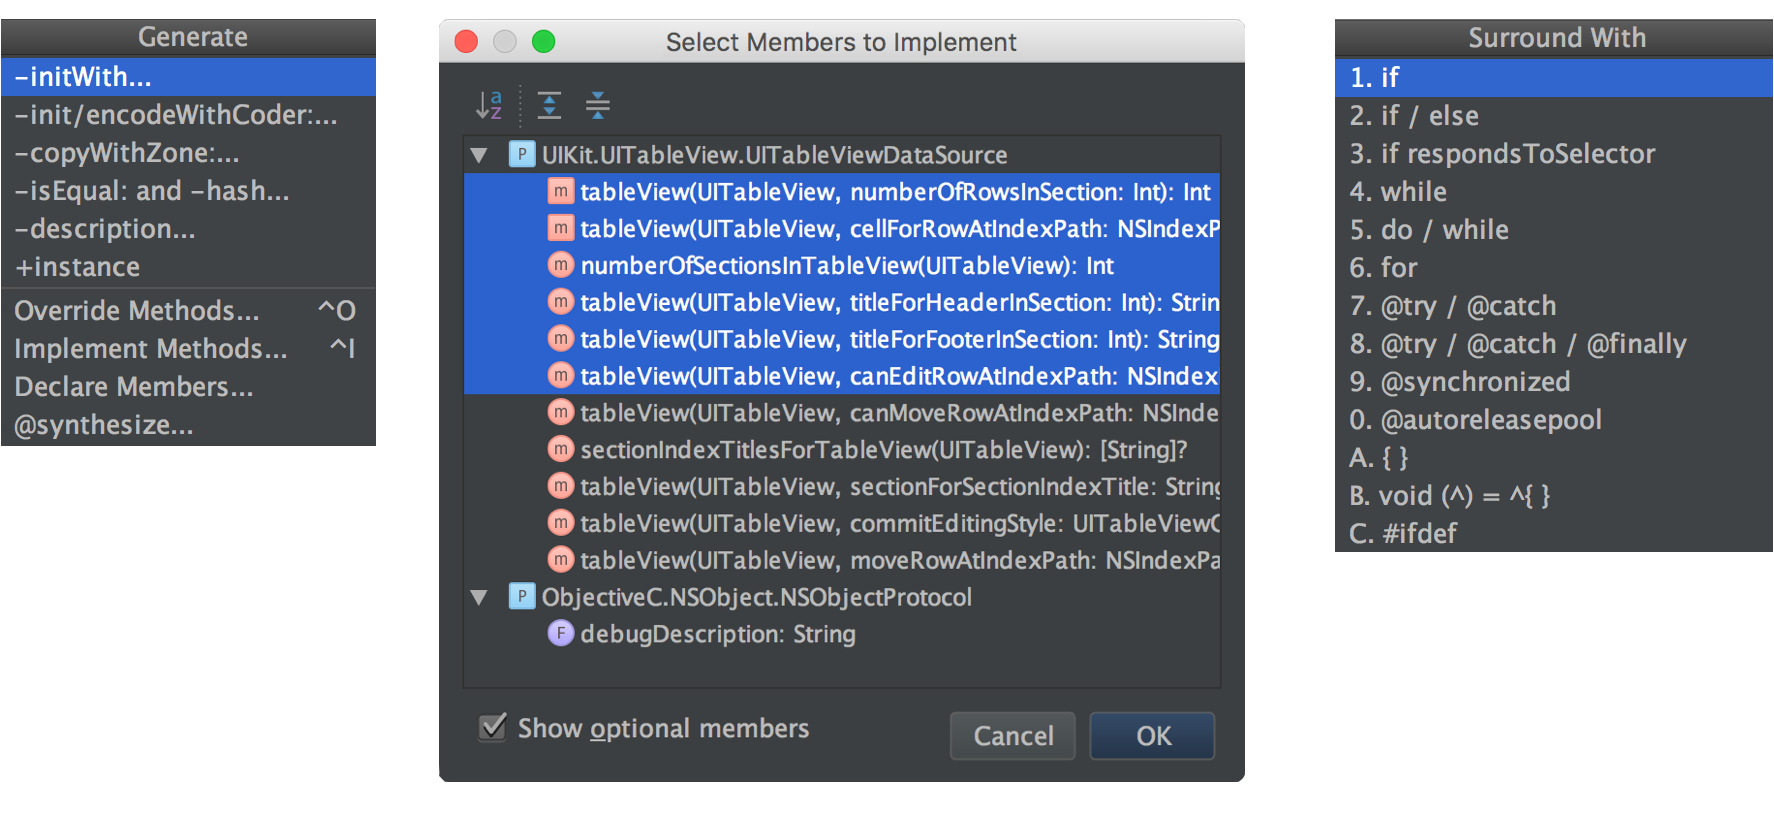 Generate
-initWith...
-init/encodeWithCoder:...
-copyWithZone:...
-isEqual: and -hash...
-description...
+instance
Override Methods... ^O
Implement Methods... ^I
Declare Members...
@synthesize...
Select Members to Implement
a
z
P UIKit.UITableView.UITableViewDataSource
m tableView(UITableView, numberOfRowsInSection: Int): Int
m tableView(UITableView, cellForRowAtIndexPath: NSIndexP
m numberOfSectionsInTableView(UITableView): Int
m tableView(UITableView, titleForHeaderInSection: Int): Strin
m tableView(UITableView, titleForFooterInSection: Int): String
m tableView(UITableView, canEditRowAtIndexPath: NSIndex
m tableView(UITableView, canMoveRowAtIndexPath: NSInde
m sectionIndexTitlesForTableView(UITableView): [String]?
m tableView(UITableView, sectionForSectionIndexTitle: String
m tableView(UITableView, commitEditingStyle: UITableViewC
m tableView(UITableView, moveRowAtIndexPath: NSIndexPa
P ObjectiveC.NSObject.NSObjectProtocol
F debugDescription: String
Show optional members
Cancel
OK
Surround With
1. if
2. if / else
3. if respondsToSelector
4. while
5. do / while
6. for
7. @try / @catch
8. @try / @catch / @finally
9. @synchronized
0. @autoreleasepool
A. { }
B. void (^) = ^{ }
C. #ifdef